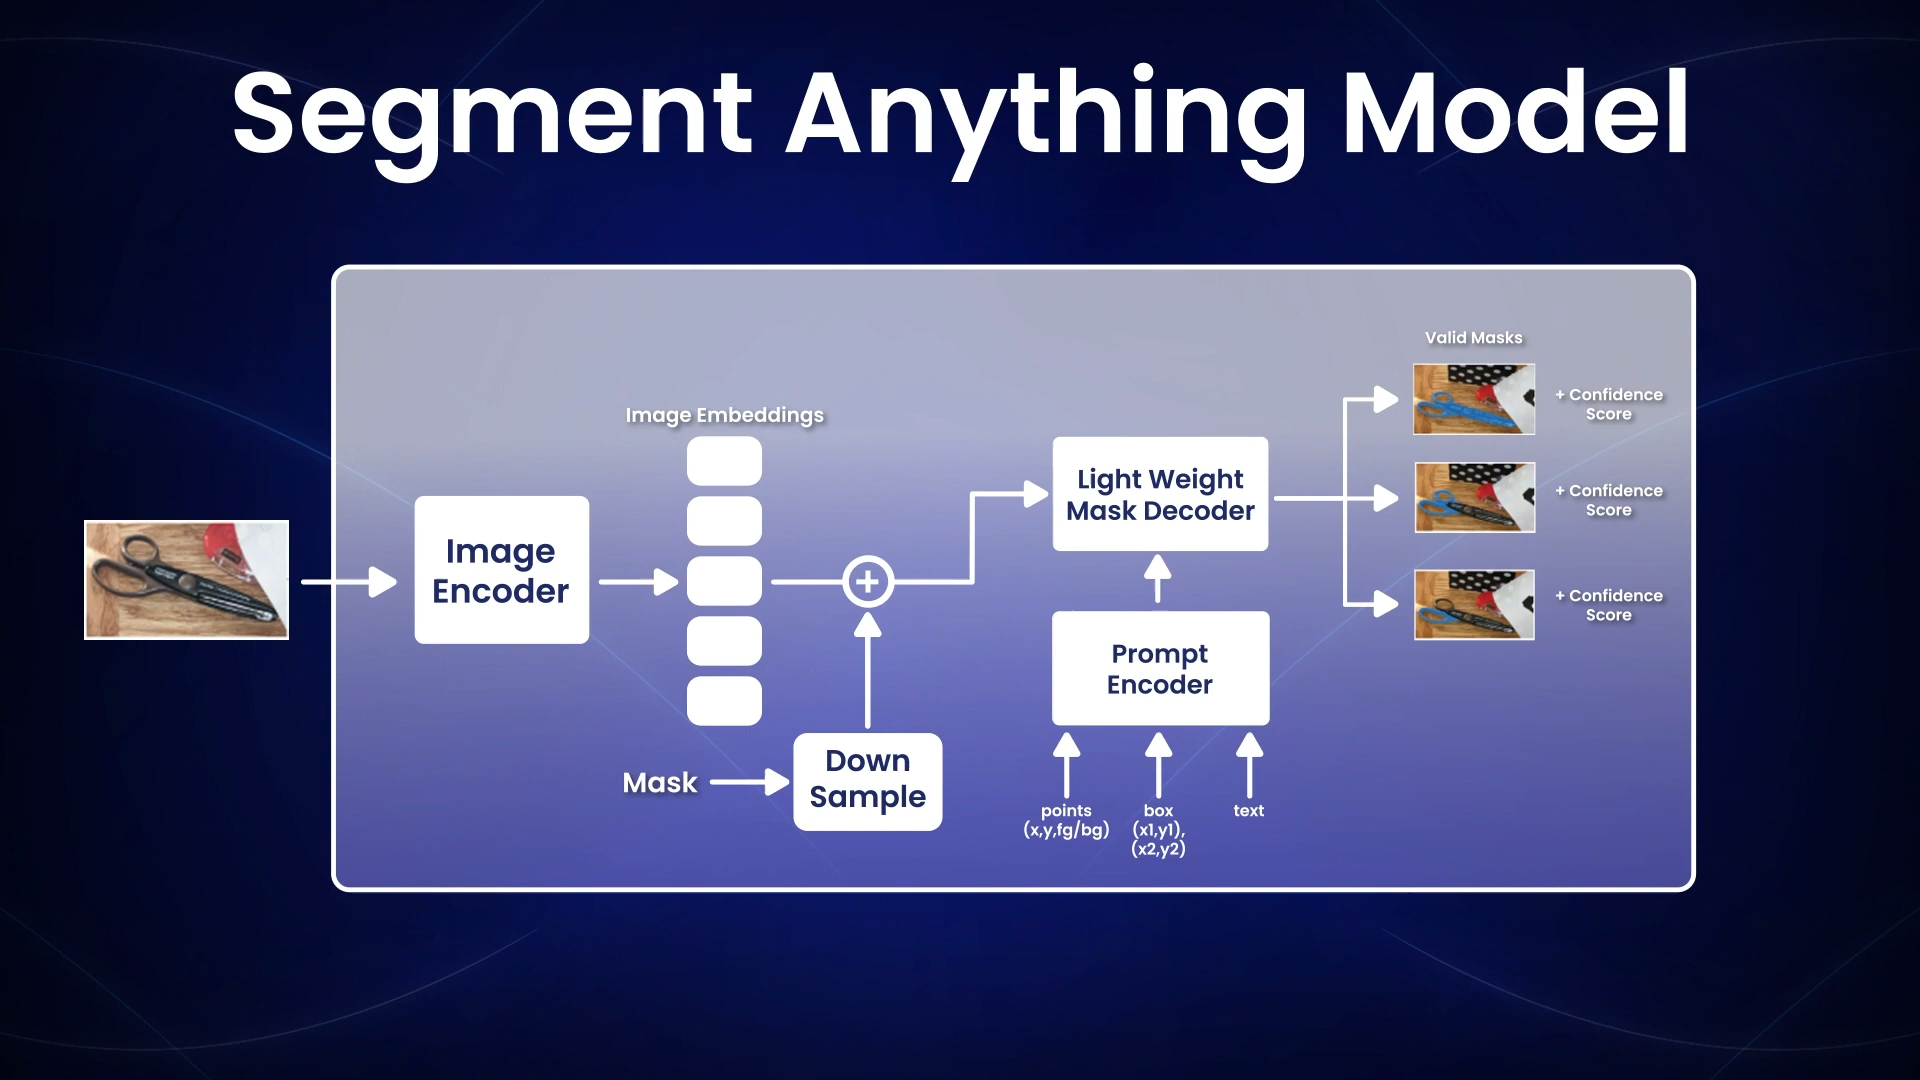 Segment Anything Model
Valid Masks
+ Confidence
Score
Image Embeddings
Light Weight
Mask Decoder
+ Confidence
Score
Image
Encoder
+
+ Confidence
Score
Prompt
Encoder
Mask
Down
Sample
points
(x,y,fg/bg)
box
(x1,y1),
(x2,y2)
text